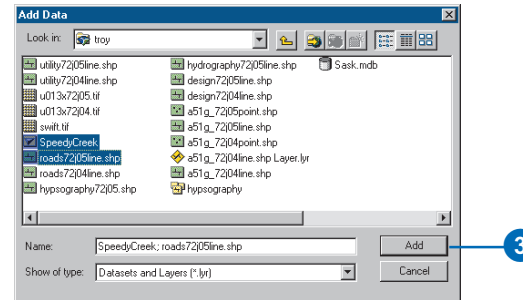 Add Data
Look in: troy
utility72j05line.shp
utility72j04line.shp
u013x72j05.tif
u013x72j04.tif
swift.tif
SpeedyCreek
roads72j05line.shp
roads72j04line.shp
hypsography72j05.shp
hydrography72j05line.shp
design72j05line.shp
design72j04line.shp
a51g_72j05point.shp
a51g_72j05line.shp
a51g_72j04point.shp
a51g_72j04line.shp Layer.lyr
a51g_72j04line.shp
hypsography
Sask.mdb
Name: SpeedyCreek; roads72j05line.shp Add 3
Show of type: Datasets and Layers (*.lyr) Cancel